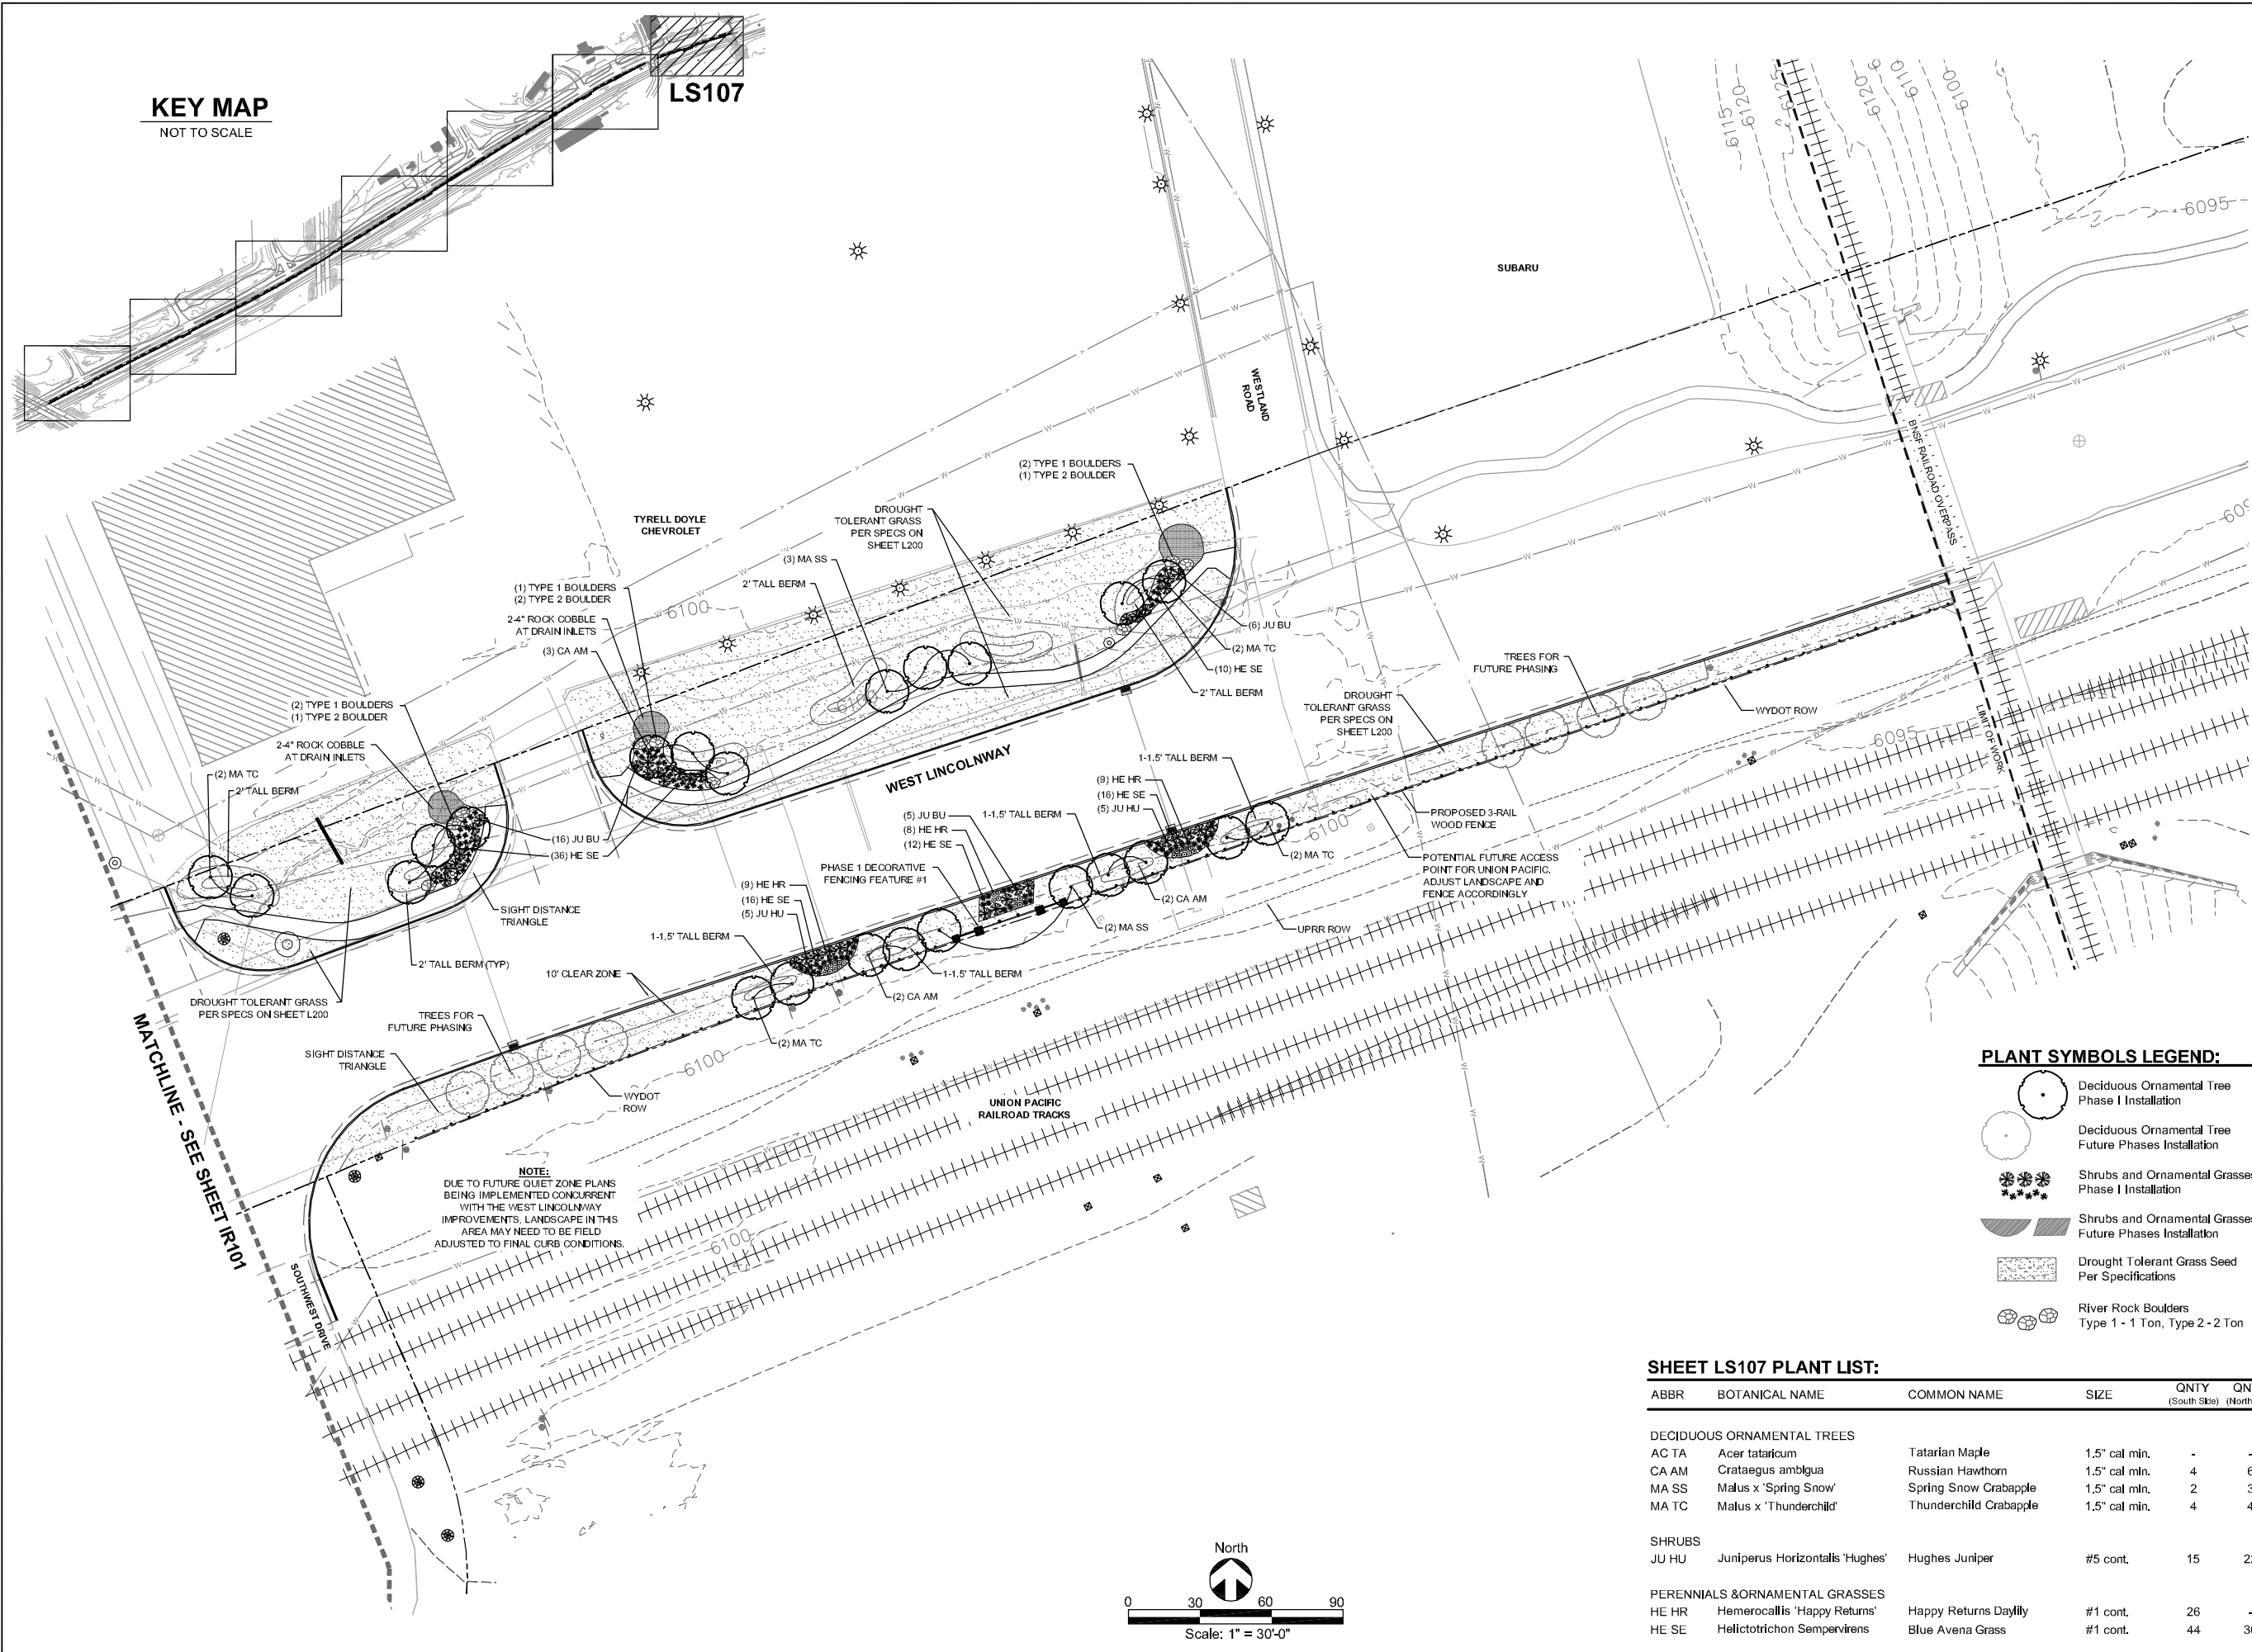 KEY MAP
NOT TO SCALE
LS107
6115
6120
6125
6120
6110
6100
6095
SUBARU
WESTLAND
ROAD
BNSF RAILROAD OVERPASS
(2) TYPE 1 BOULDERS
(1) TYPE 2 BOULDER
DROUGHT
TOLERANT GRASS
PER SPECS ON
SHEET L200
TYRELL DOYLE
CHEVROLET
(3) MA SS
2' TALL BERM
(1) TYPE 1 BOULDERS
(2) TYPE 2 BOULDER
6100
2-4" ROCK COBBLE
AT DRAIN INLETS
(3) CA AM
(6) JU BU
(2) MA TC
(10) HE SE
2' TALL BERM
TREES FOR
FUTURE PHASING
DROUGHT
TOLERANT GRASS
PER SPECS ON
SHEET L200
WYDOT ROW
6095
LIMIT OF WORK
(2) TYPE 1 BOULDERS
(1) TYPE 2 BOULDER
2-4" ROCK COBBLE
AT DRAIN INLETS
(2) MA TC
2' TALL BERM
WEST LINCOLNWAY
1-1.5' TALL BERM
(9) HE HR
(16) HE SE
(5) JU HU
(5) JU BU
(8) HE HR
(12) HE SE
1-1.5' TALL BERM
PROPOSED 3-RAIL
WOOD FENCE
6100
(16) JU BU
(36) HE SE
PHASE 1 DECORATIVE
FENCING FEATURE #1
(2) MA TC
POTENTIAL FUTURE ACCESS
POINT FOR UNION PACIFIC.
ADJUST LANDSCAPE AND
FENCE ACCORDINGLY
(9) HE HR
(16) HE SE
(5) JU HU
(2) CA AM
SIGHT DISTANCE
TRIANGLE
(2) MA SS
UPRR ROW
1-1.5' TALL BERM
2' TALL BERM (TYP)
10' CLEAR ZONE
1-1.5' TALL BERM
(2) CA AM
DROUGHT TOLERANT GRASS
PER SPECS ON SHEET L200
TREES FOR
FUTURE PHASING
(2) MA TC
SIGHT DISTANCE
TRIANGLE
6100
WYDOT
ROW
UNION PACIFIC
RAILROAD TRACKS
MATCHLINE - SEE SHEET IR101
NOTE:
DUE TO FUTURE QUIET ZONE PLANS
BEING IMPLEMENTED CONCURRENT
WITH THE WEST LINCOLNWAY
IMPROVEMENTS, LANDSCAPE IN THIS
AREA MAY NEED TO BE FIELD
ADJUSTED TO FINAL CURB CONDITIONS.
6100
SOUTHWEST DRIVE
PLANT SYMBOLS LEGEND:
Deciduous Ornamental Tree
Phase I Installation
Deciduous Ornamental Tree
Future Phases Installation
Shrubs and Ornamental Grasses
Phase I Installation
Shrubs and Ornamental Grasses
Future Phases Installation
Drought Tolerant Grass Seed
Per Specifications
River Rock Boulders
Type 1 - 1 Ton, Type 2 - 2 Ton
SHEET LS107 PLANT LIST:
ABBR BOTANICAL NAME COMMON NAME SIZE QNTY (South Side)
DECIDUOUS ORNAMENTAL TREES
AC TA Acer tataricum Tatarian Maple 1.5" cal min. - -
CA AM Crataegus ambigua Russian Hawthorn 1.5" cal min. 4 6
MA SS Malus x 'Spring Snow' Spring Snow Crabapple 1.5" cal min. 2 3
MA TC Malus x 'Thunderchild' Thunderchild Crabapple 1.5" cal min. 4 4
SHRUBS
JU HU Juniperus Horizontalis 'Hughes' Hughes Juniper #5 cont. 15
PERENNIALS &ORNAMENTAL GRASSES
HE HR Hemerocallis 'Happy Returns' Happy Returns Daylily #1 cont. 26 -
HE SE Helictotrichon Sempervirens Blue Avena Grass #1 cont. 44
North
0 30 60 90
Scale: 1" = 30'-0"